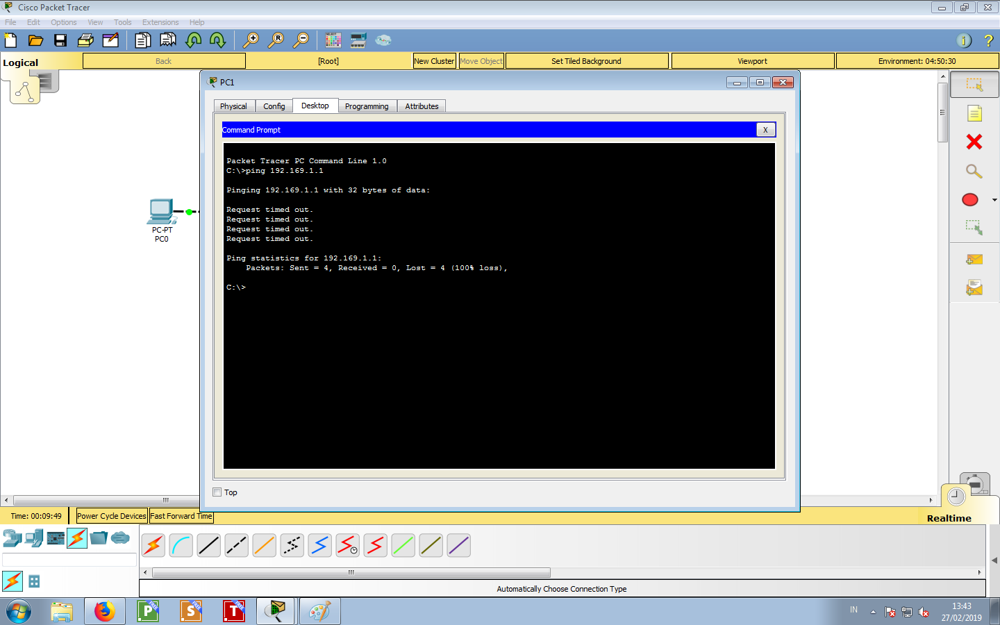 Cisco Packet Tracer
File Edit Options View Tools Extensions Help
Logical
Back
[Root]
New Cluster
Move Object
Set Tiled Background
Viewport
Environment: 04:50:30
PC1
Physical
Config
Desktop
Programming
Attributes
Command Prompt
X
Packet Tracer PC Command Line 1.0
C:\>ping 192.169.1.1
Pinging 192.169.1.1 with 32 bytes of data:
Request timed out.
Request timed out.
Request timed out.
Request timed out.
Ping statistics for 192.169.1.1:
Packets: Sent = 4, Received = 0, Lost = 4 (100% loss),
C:\>
PC-PT
PC0
Top
Time: 00:09:49
Power Cycle Devices
Fast Forward Time
Realtime
Automatically Choose Connection Type
P FREE
S FREE
T FREE
IN
13:43
27/02/2019